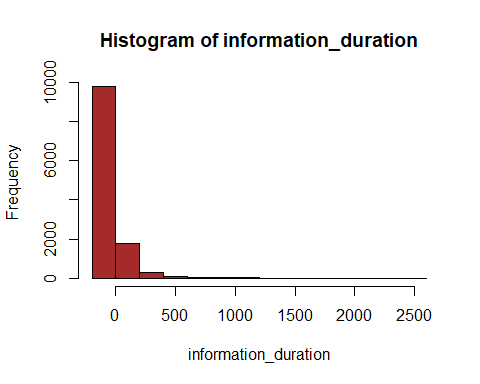 Histogram of information_duration
Frequency
10000
6000
2000
0
0 500 1000 1500 2000 2500
information_duration